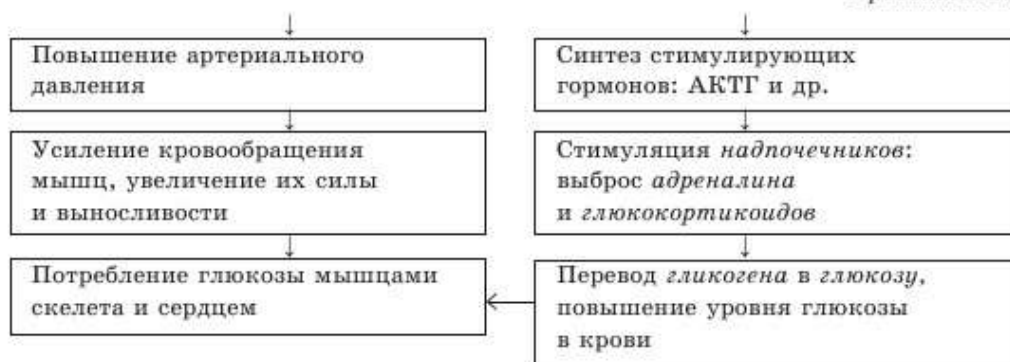 Повышение артериального
давления
Синтез стимулирующих
гормонов: АКТГ и др.
Усиление кровообращения
мышц, увеличение их силы
и выносливости
Стимуляция надпочечников:
выброс адреналина
и глюкокортикоидов
Потребление глюкозы мышцами
скелета и сердцем
Перевод гликогена в глюкозу,
повышение уровня глюкозы
в крови